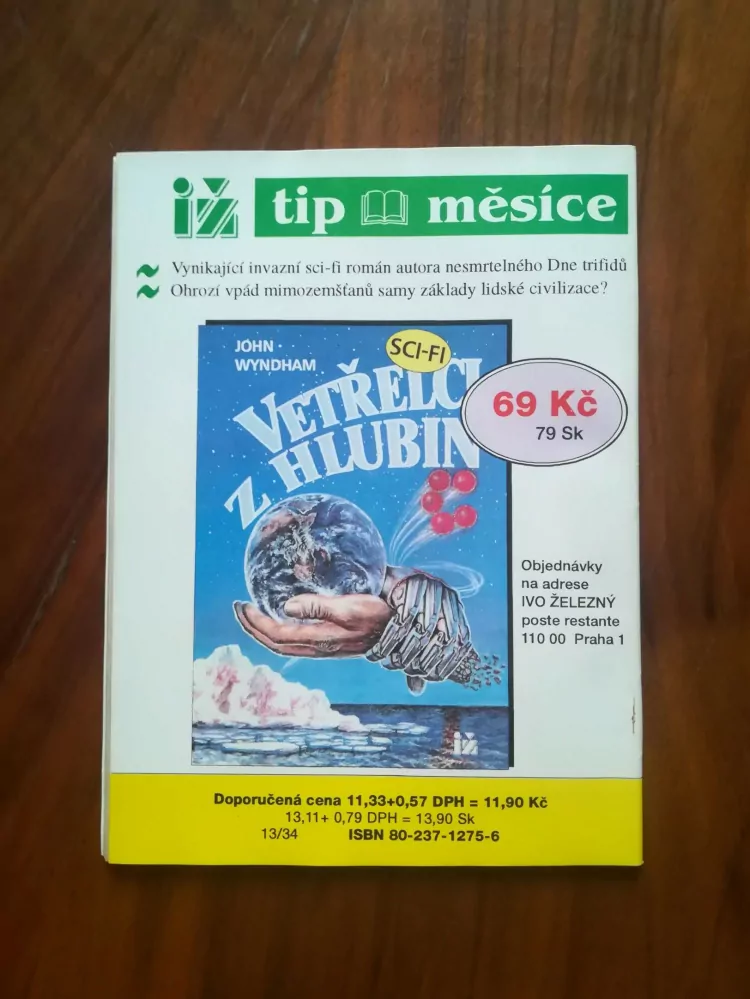 iž tip měsíce
Vynikající invazní sci-fi román autora nesmrtelného Dne trifidů
Ohrozí vpád mimozemšťanů samy základy lidské civilizace?
JOHN
WYNDHAM
SCI-FI
VETŘELCI
Z HLUBIN
69 Kč
79 Sk
Objednávky
na adrese
IVO ŽELEZNÝ
poste restante
110 00 Praha 1
iž
Doporučená cena 11,33+0,57 DPH = 11,90 Kč
13,11+ 0,79 DPH = 13,90 Sk
13/34 ISBN 80-237-1275-6